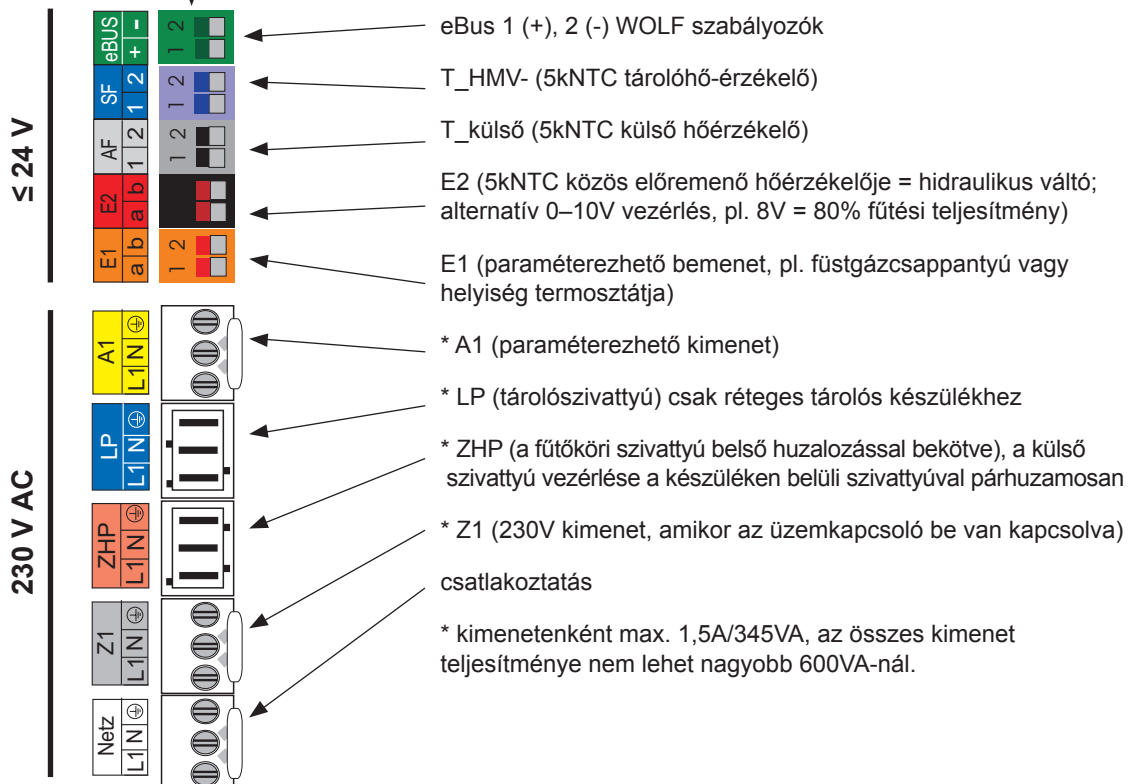 ≤ 24 V
eBUS
+ -
1 2
eBus 1 (+), 2 (-) WOLF szabályozók
SF
1 2
1 2
T_HMV- (5kNTC tárolóhő-érzékelő)
AF
1 2
1 2
T_külső (5kNTC külső hőérzékelő)
E2
a b
E2 (5kNTC közös előremenő hőérzékelője = hidraulikus váltó;
alternatív 0–10V vezérlés, pl. 8V = 80% fűtési teljesítmény)
E1
a b
1 2
E1 (paraméterezhető bemenet, pl. füstgázcsappantyú vagy
helyiség termosztátja)
230 V AC
A1
L1 N
* A1 (paraméterezhető kimenet)
LP
L1 N
* LP (tárolószivattyú) csak réteges tárolós készülékhez
ZHP
L1 N
* ZHP (a fűtőköri szivattyú belső huzalozással bekötve), a külső
szivattyú vezérlése a készüléken belüli szivattyúval párhuzamosan
Z1
L1 N
* Z1 (230V kimenet, amikor az üzemkapcsoló be van kapcsolva)
Netz
L1 N
csatlakoztatás
* kimenetenként max. 1,5A/345VA, az összes kimenet
teljesítménye nem lehet nagyobb 600VA-nál.